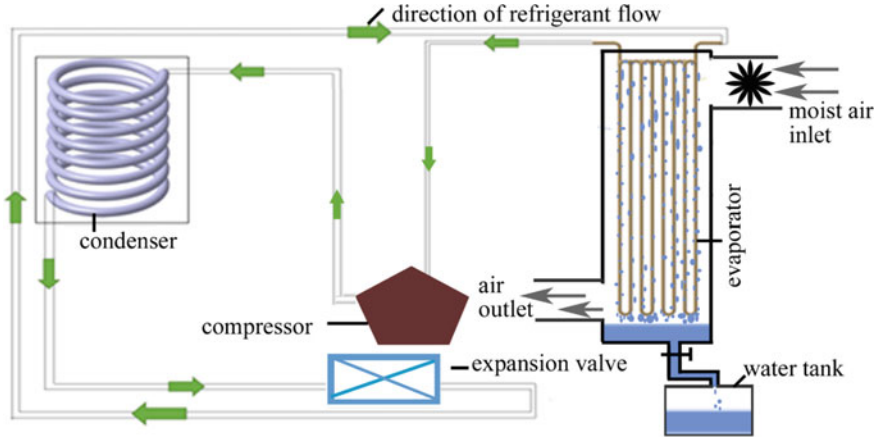 direction of refrigerant flow
moist air
inlet
condenser
evaporator
air
outlet
compressor
expansion valve
water tank